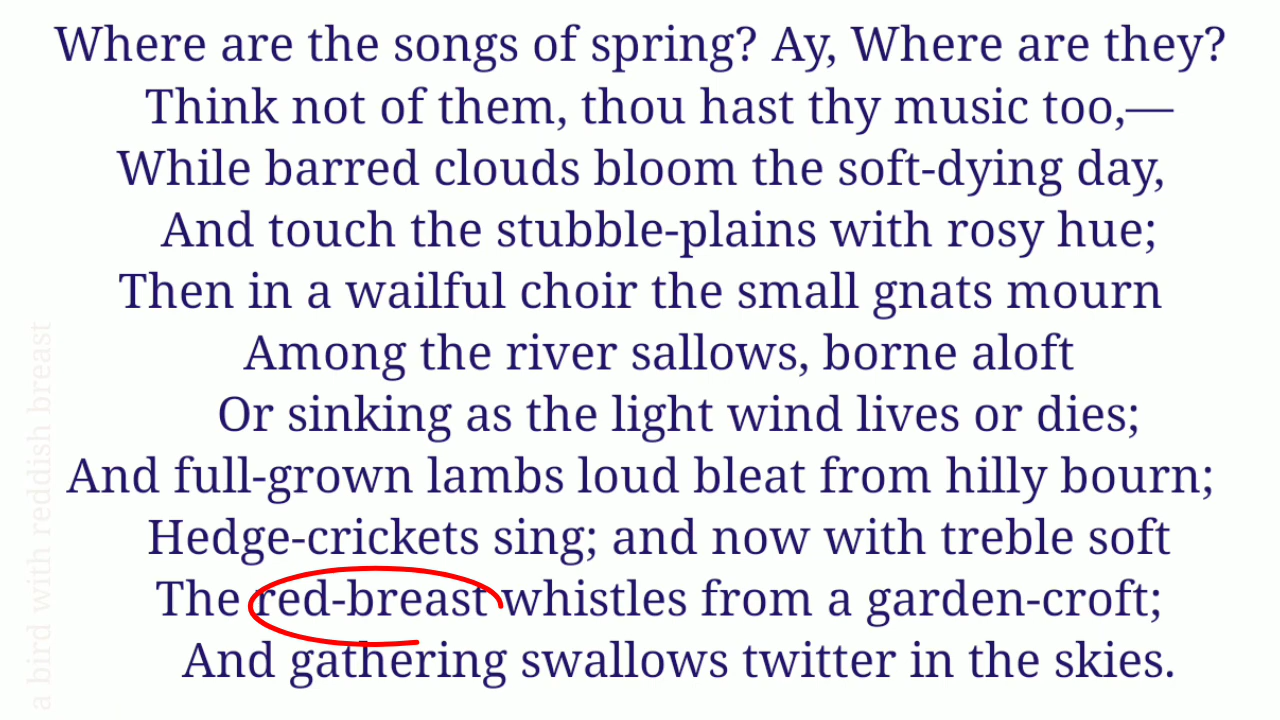 Where are the songs of spring? Ay, Where are they?
Think not of them, thou hast thy music too,—
While barred clouds bloom the soft-dying day,
And touch the stubble-plains with rosy hue;
Then in a wailful choir the small gnats mourn
Among the river sallows, borne aloft
Or sinking as the light wind lives or dies;
And full-grown lambs loud bleat from hilly bourn;
Hedge-crickets sing; and now with treble soft
The red-breast whistles from a garden-croft;
And gathering swallows twitter in the skies.
a bird with reddish breast